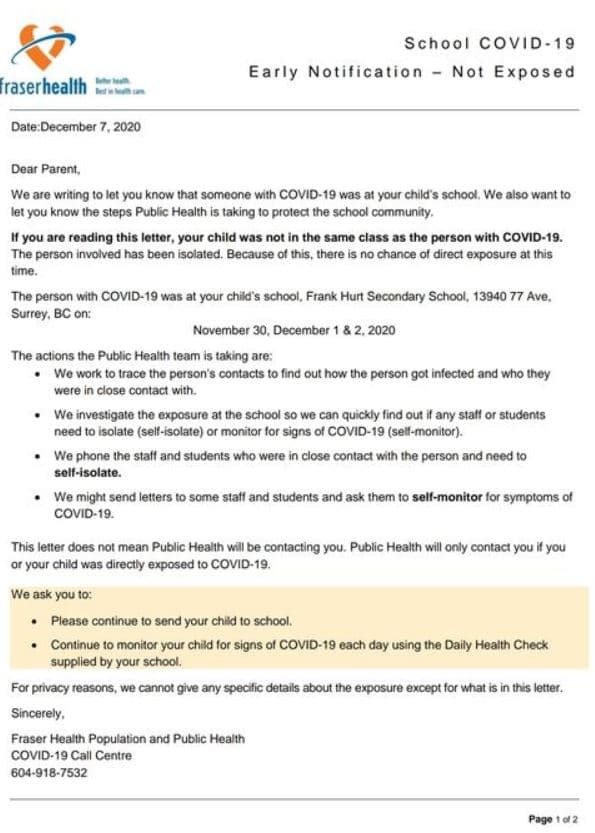 School COVID-19
Early Notification – Not Exposed
fraserhealth
Better health.
Best in health care.
Date:December 7, 2020
Dear Parent,
We are writing to let you know that someone with COVID-19 was at your child's school. We also want to
let you know the steps Public Health is taking to protect the school community.
If you are reading this letter, your child was not in the same class as the person with COVID-19.
The person involved has been isolated. Because of this, there is no chance of direct exposure at this
time.
The person with COVID-19 was at your child's school, Frank Hurt Secondary School, 13940 77 Ave,
Surrey, BC on:
November 30, December 1 & 2, 2020
The actions the Public Health team is taking are:
• We work to trace the person's contacts to find out how the person got infected and who they
were in close contact with.
• We investigate the exposure at the school so we can quickly find out if any staff or students
need to isolate (self-isolate) or monitor for signs of COVID-19 (self-monitor).
• We phone the staff and students who were in close contact with the person and need to
self-isolate.
• We might send letters to some staff and students and ask them to self-monitor for symptoms of
COVID-19.
This letter does not mean Public Health will be contacting you. Public Health will only contact you if you
or your child was directly exposed to COVID-19.
We ask you to:
• Please continue to send your child to school.
• Continue to monitor your child for signs of COVID-19 each day using the Daily Health Check
supplied by your school.
For privacy reasons, we cannot give any specific details about the exposure except for what is in this letter.
Sincerely,
Fraser Health Population and Public Health
COVID-19 Call Centre
604-918-7532
Page 1 of 2